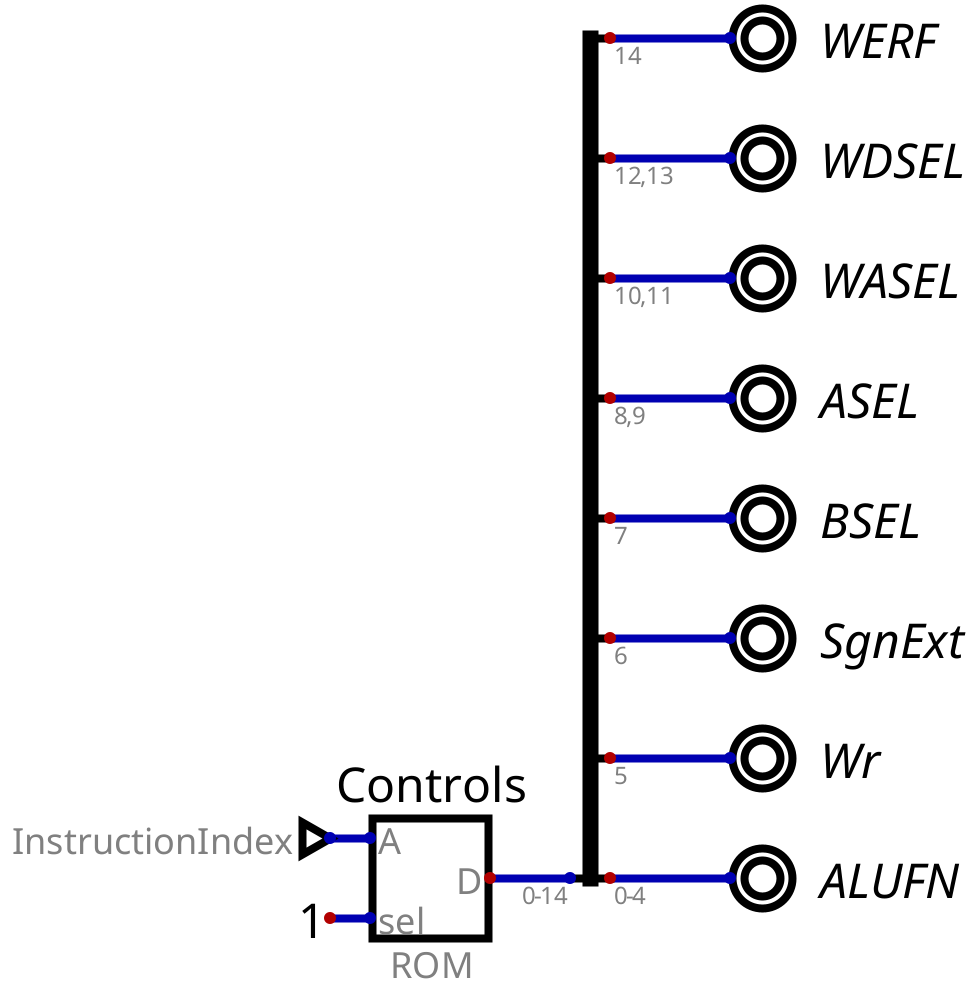 WERF
14
WDSEL
12,13
WASEL
10,11
ASEL
8,9
BSEL
7
SgnExt
6
Wr
5
Controls
InstructionIndex
A
D
ALUFN
0-14
0-4
1
sel
ROM